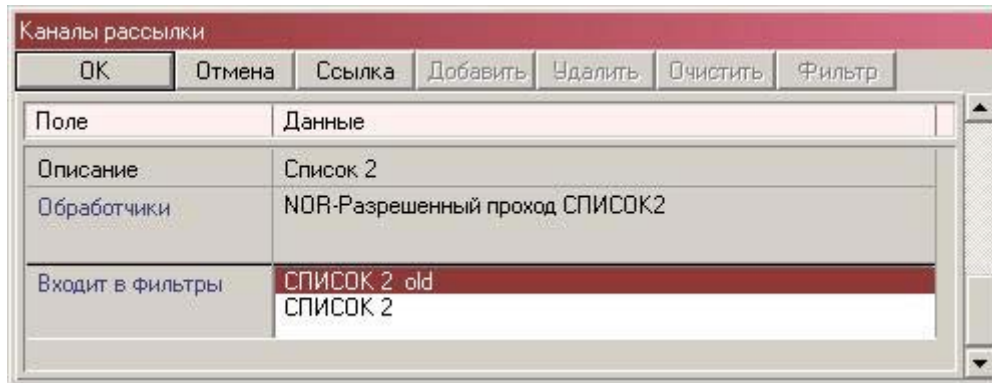 Каналы рассылки
OK Отмена Ссылка Добавить Удалить Очистить Фильтр
Поле Данные
Описание Список 2
Обработчики NOR-Разрешенный проход СПИСОК2
Входит в фильтры СПИСОК 2 old
СПИСОК 2